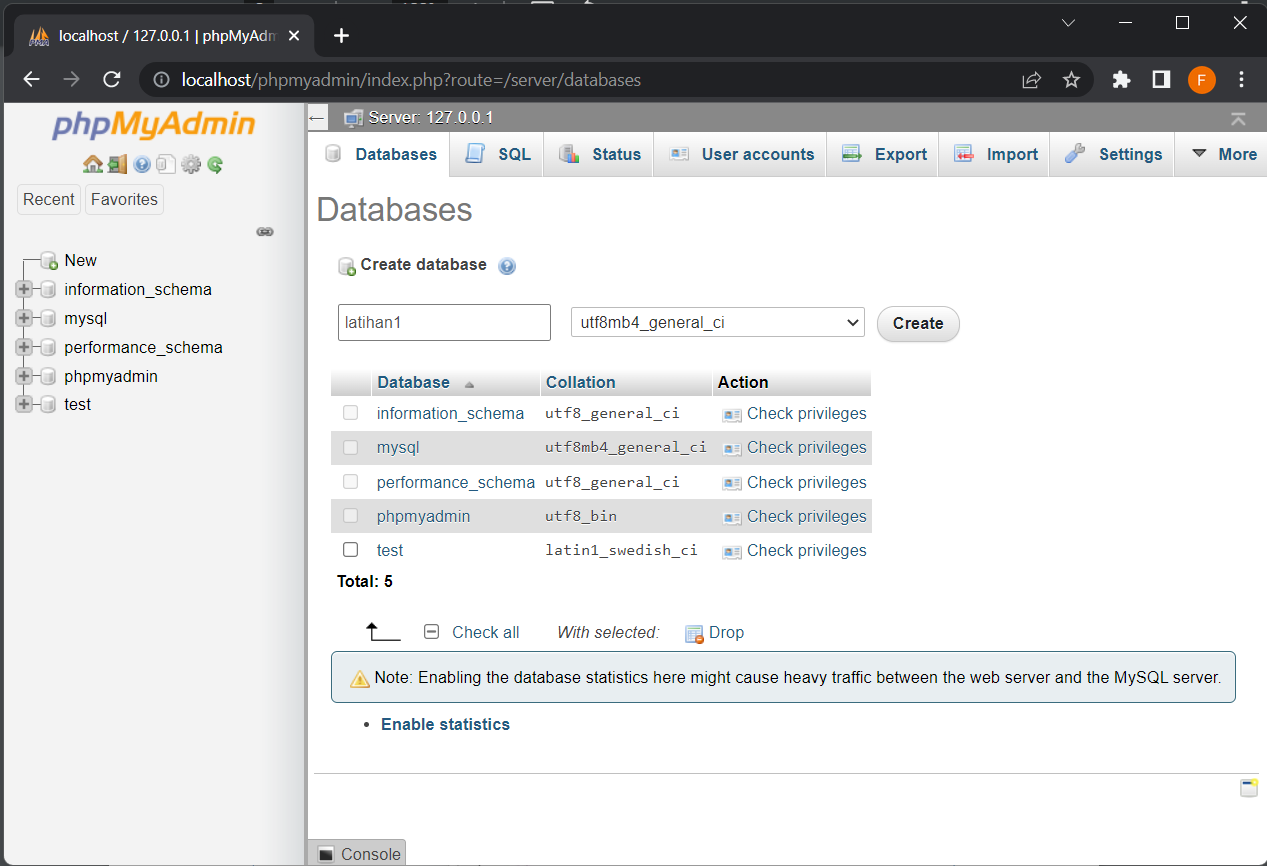 localhost / 127.0.0.1 | phpMyAdm
localhost/phpmyadmin/index.php?route=/server/databases
F
phpMyAdmin
Recent Favorites
New
information_schema
mysql
performance_schema
phpmyadmin
test
Server: 127.0.0.1
Databases SQL Status User accounts Export Import Settings More
Databases
Create database
latihan1 utf8mb4_general_ci Create
Database Collation Action
information_schema utf8_general_ci Check privileges
mysql utf8mb4_general_ci Check privileges
performance_schema utf8_general_ci Check privileges
phpmyadmin utf8_bin Check privileges
test latin1_swedish_ci Check privileges
Total: 5
Check all With selected: Drop
Note: Enabling the database statistics here might cause heavy traffic between the web server and the MySQL server.
• Enable statistics
Console